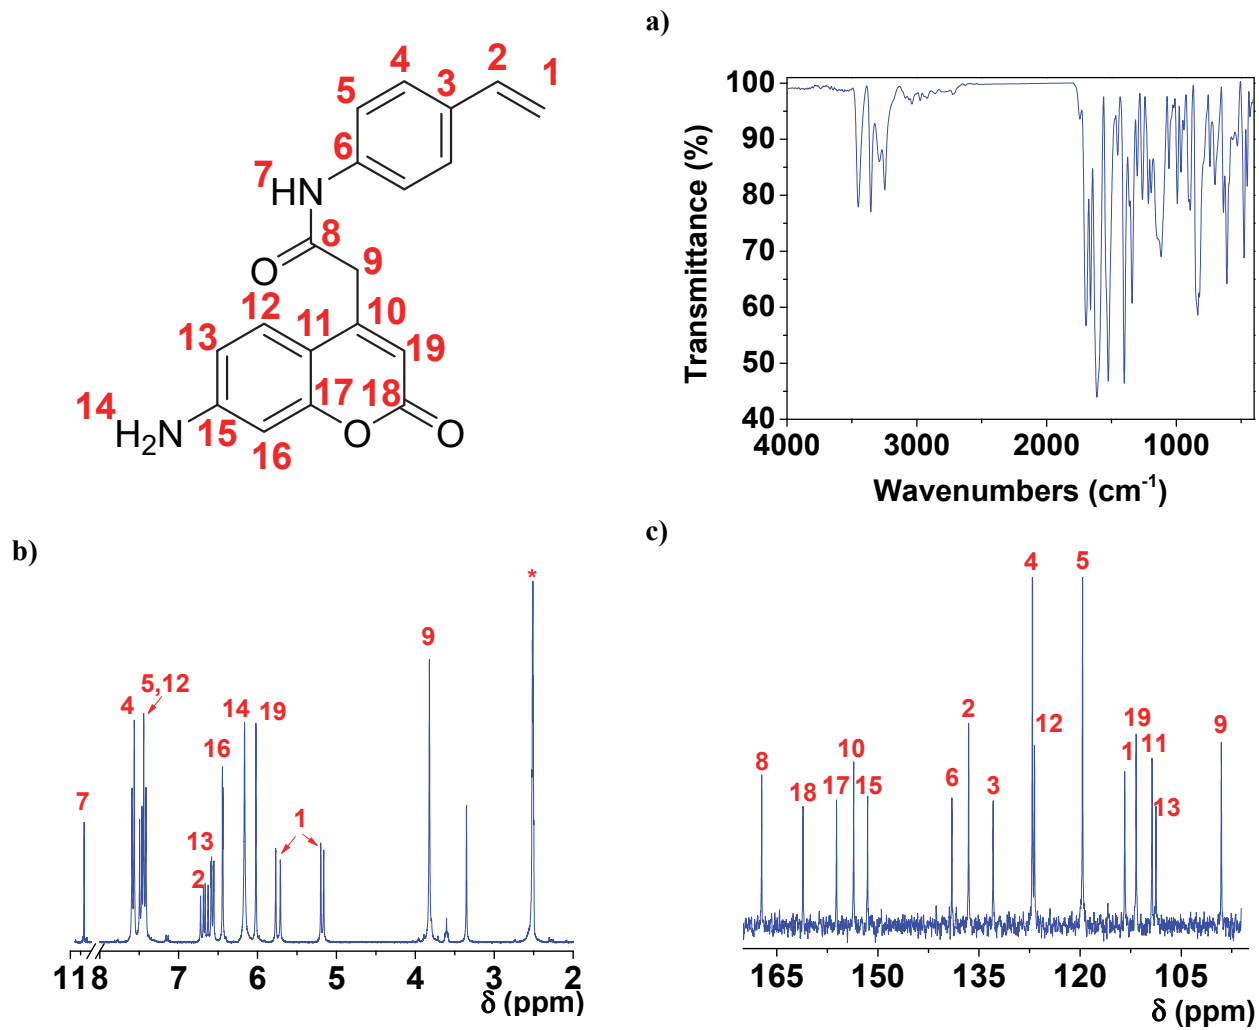 a)
4
2
1
5
3
6
7
HN
8
O
9
12
10
11
13
19
17
18
14
H2N
15
O
O
16
100
90
80
70
60
50
40
Transmittance (%)
4000 3000 2000 1000
Wavenumbers (cm-1)
b)
*
9
5,12
4
14 19
16
7
1
13
2
11 8 7 6 5 4 3 2
δ (ppm)
c)
4 5
2
12
10 19 9
8 1 11
18 17 15 6 3 13
165 150 135 120 105
δ (ppm)